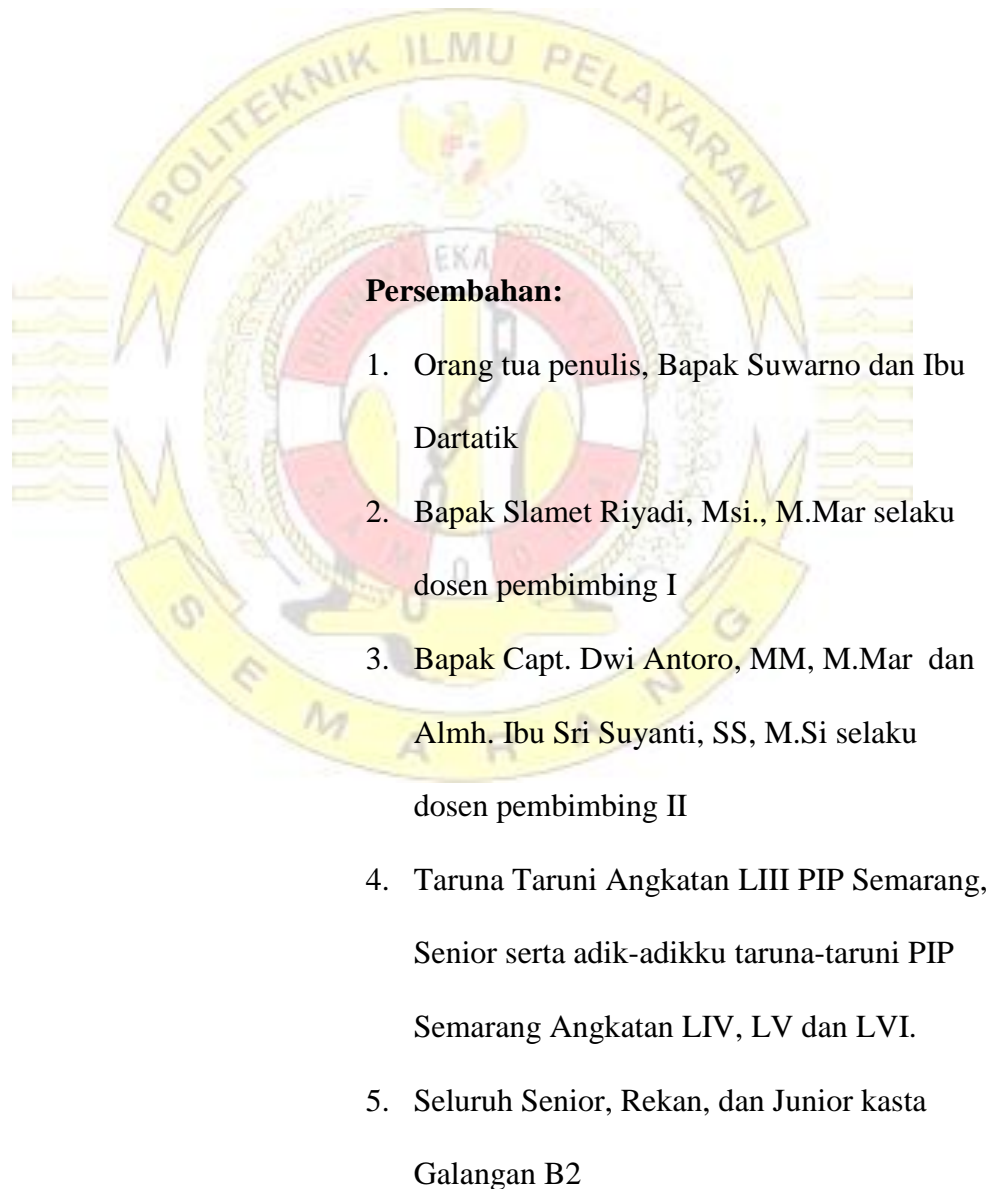 POLITEKNIK ILMU PELAYARAN
EKA
Persembahan:
1. Orang tua penulis, Bapak Suwarno dan Ibu
Dartatik
2. Bapak Slamet Riyadi, Msi., M.Mar selaku
dosen pembimbing I
3. Bapak Capt. Dwi Antoro, MM, M.Mar dan
Almh. Ibu Sri Suyanti, SS, M.Si selaku
dosen pembimbing II
SEMARANG
4. Taruna Taruni Angkatan LIII PIP Semarang,
Senior serta adik-adikku taruna-taruni PIP
Semarang Angkatan LIV, LV dan LVI.
5. Seluruh Senior, Rekan, dan Junior kasta
Galangan B2